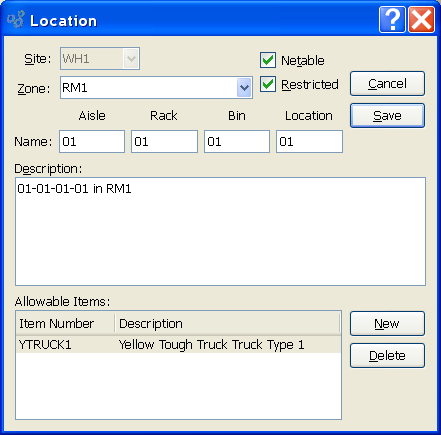 Location
?
Site: WH1
Netable
Zone: RM1
Restricted
Cancel
Save
Aisle Rack Bin Location
Name: 01 01 01 01
Description:
01-01-01-01 in RM1
Allowable Items:
Item Number Description
YTRUCK1 Yellow Tough Truck Truck Type 1
New
Delete